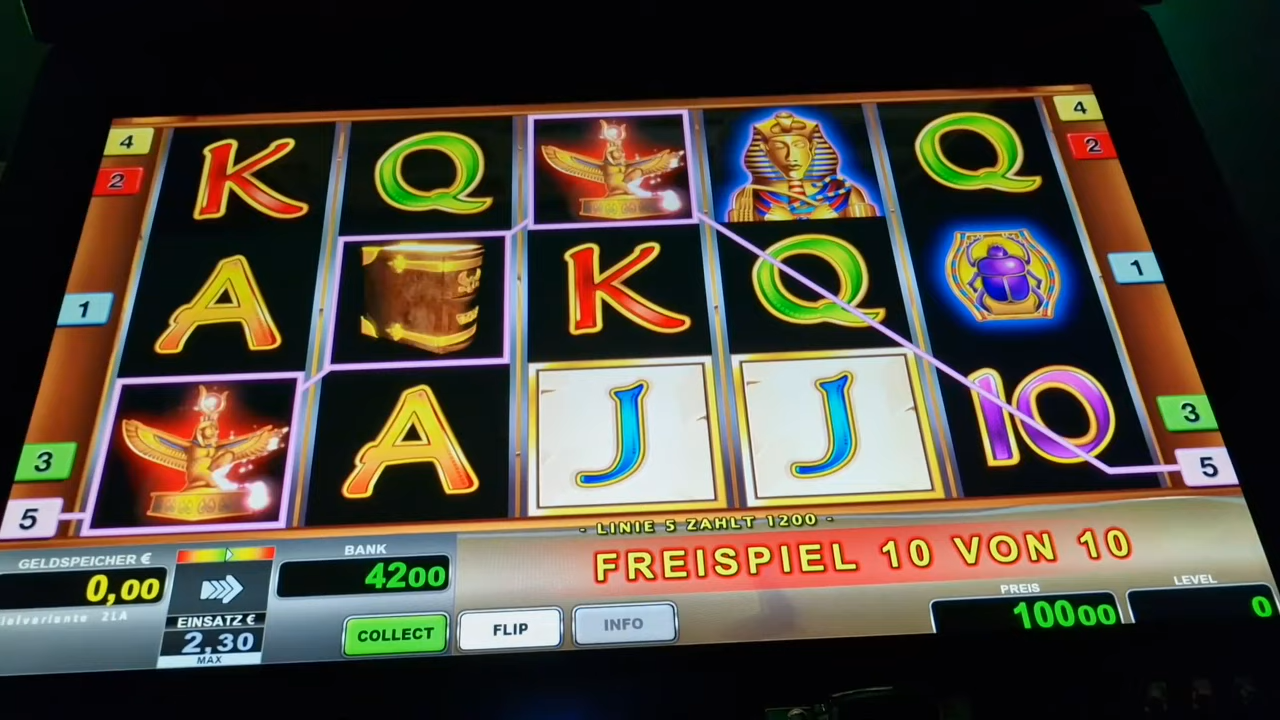 4 4
K Q Q
2 2
A K Q
1 1
A J J 10
3 3
5 5
- LINIE 5 ZAHLT 1200 -
FREISPIEL 10 VON 10
GELDSPEICHER €
0,00
BANK
4200
EINSATZ €
2,30
MAX
COLLECT
FLIP
INFO
PREIS
10000
LEVEL
0